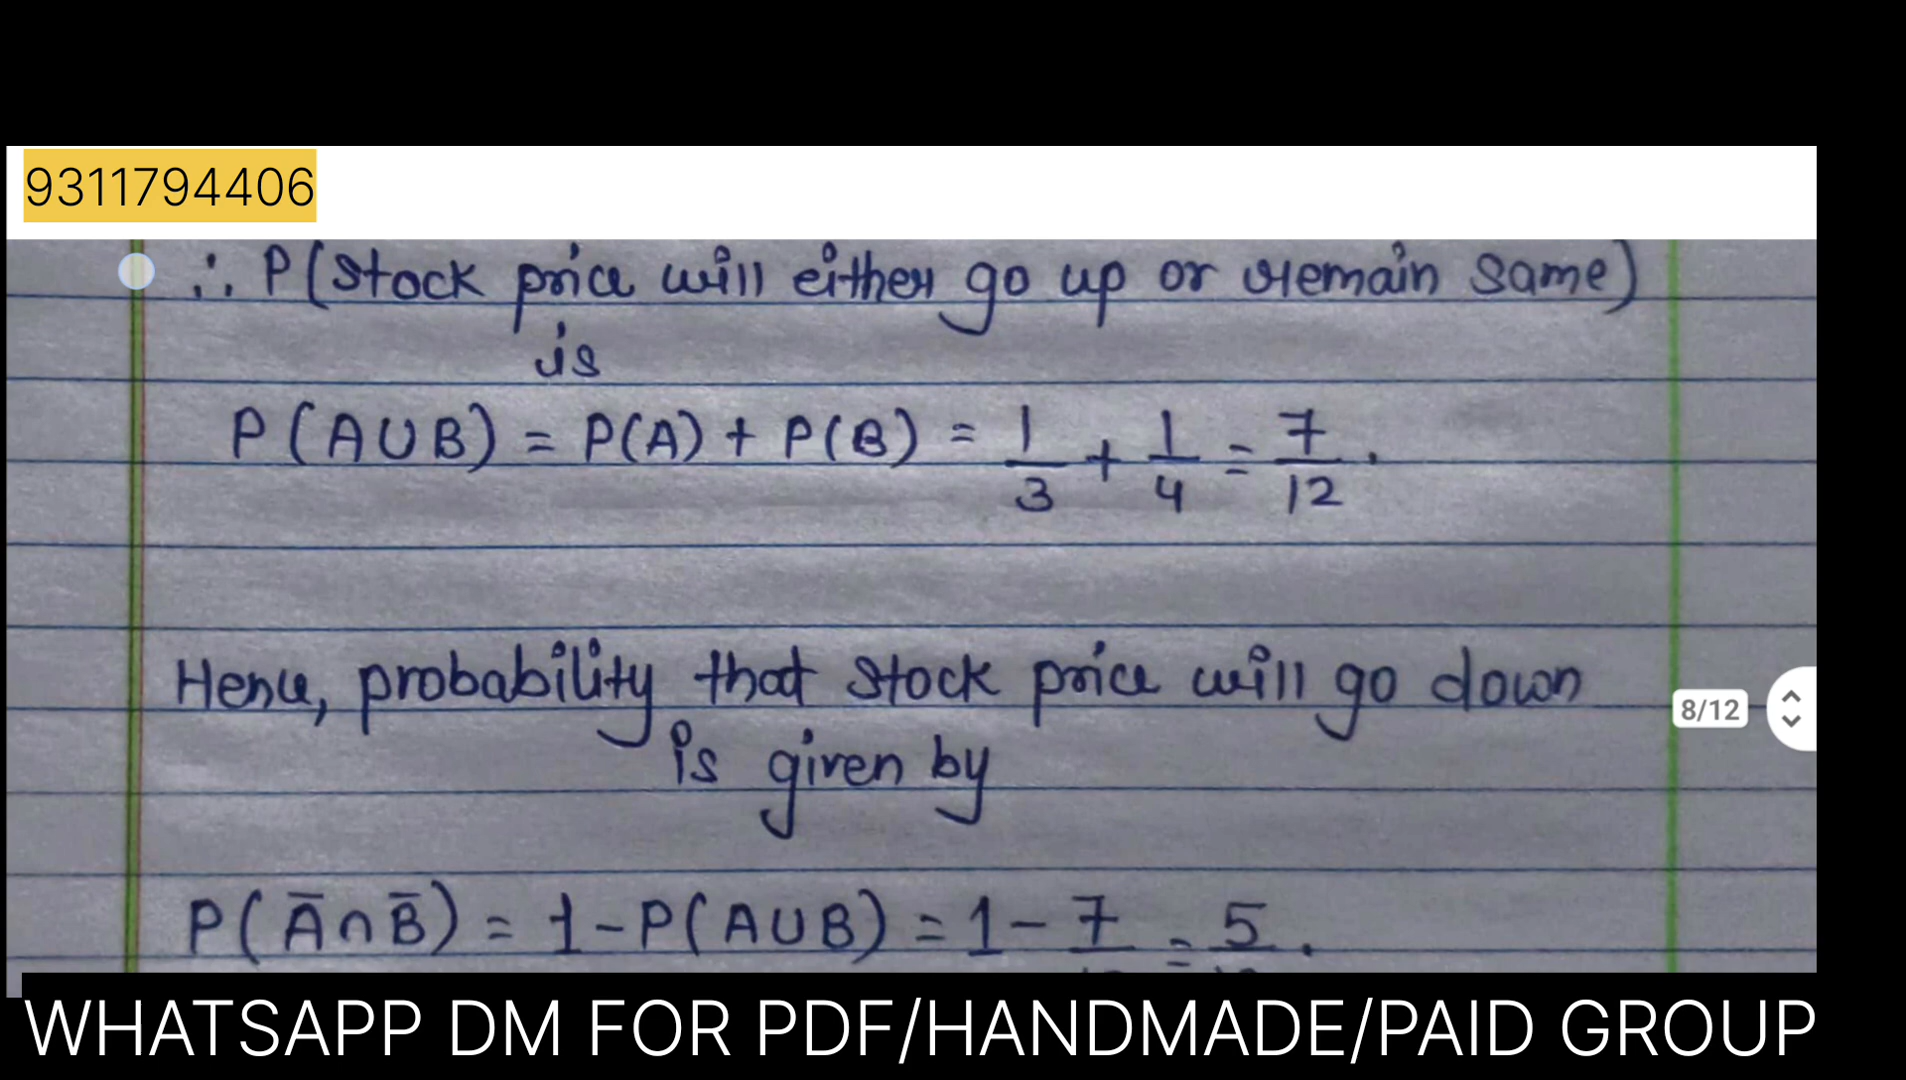 9311794406
∴ P(Stock price will either go up or remain same)
is
P(A∪B) = P(A) + P(B) = 1/3 + 1/4 = 7/12.
Hence, probability that stock price will go down
8/12
is given by
P(A̅∩B̅) = 1-P(A∪B) = 1 - 7 = 5.
WHATSAPP DM FOR PDF/HANDMADE/PAID GROUP